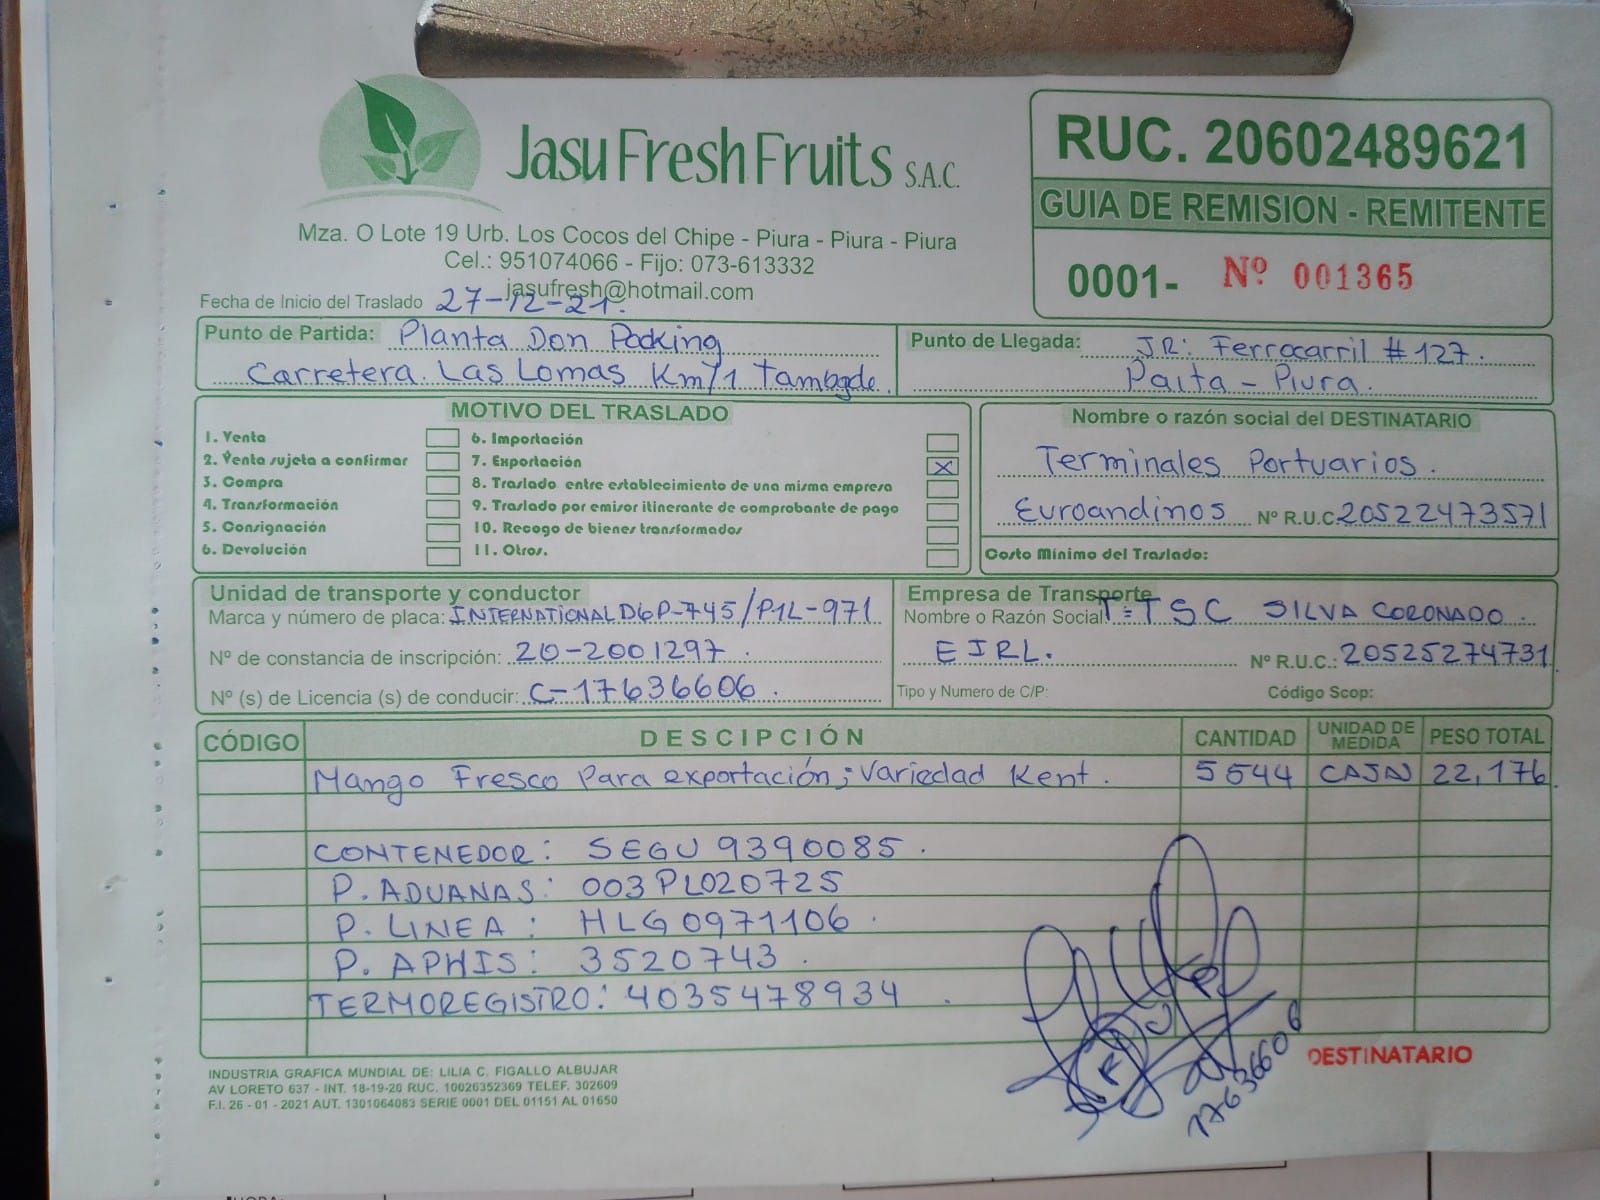 Jasu Fresh Fruits S.A.C.
Mza. O Lote 19 Urb. Los Cocos del Chipe - Piura - Piura - Piura
Cel.: 951074066 - Fijo: 073-613332
jasufresh@hotmail.com
RUC. 20602489621
GUIA DE REMISION - REMITENTE
0001- Nº 001365
Fecha de Inicio del Traslado 27-12-21.
Punto de Partida: Planta Don Packing
Carretera Las Lomas Km 71 Tambogde.
Punto de Llegada: JR: Ferrocarril # 127.
Paita - Piura.
MOTIVO DEL TRASLADO
1. Venta
2. Venta sujeta a confirmar
3. Compra
4. Transformación
5. Consignación
6. Devolución
6. Importación
7. Exportación X
8. Traslado entre establecimiento de una misma empresa
9. Traslado por emisor itinerante de comprobante de pago
10. Recogo de bienes transformados
11. Otros.
Nombre o razón social del DESTINATARIO
Terminales Portuarios.
Euroandinos Nº R.U.C 20522473571
Costo Mínimo del Traslado:
Unidad de transporte y conductor
Marca y número de placa: INTERNATIONAL D6P-745/P1L-971
Nº de constancia de inscripción: 20-2001297.
Nº (s) de Licencia (s) de conducir: C-17636606.
Empresa de Transporte
Nombre o Razón Social T=TSC SILVA CORONADO.
EIRL. Nº R.U.C.: 20525274731
Tipo y Numero de C/P: Código Scop:
CÓDIGO DESCIPCIÓN CANTIDAD UNIDAD DE MEDIDA PESO TOTAL
Mango Fresco Para exportación; Variedad Kent. 5544 CAJA 22,176.
CONTENEDOR: SEGU 9390085.
P. ADUANAS: 003PL020725
P. LINEA: HLG0971106.
P. APHIS: 3520743.
TERMOREGISTRO: 4035478934.
17636606
DESTINATARIO
INDUSTRIA GRAFICA MUNDIAL DE: LILIA C. FIGALLO ALBUJAR
AV LORETO 637 - INT. 18-19-20 RUC. 10026352369 TELEF. 302609
F.I. 26 - 01 - 2021 AUT. 1301064083 SERIE 0001 DEL 01151 AL 01650